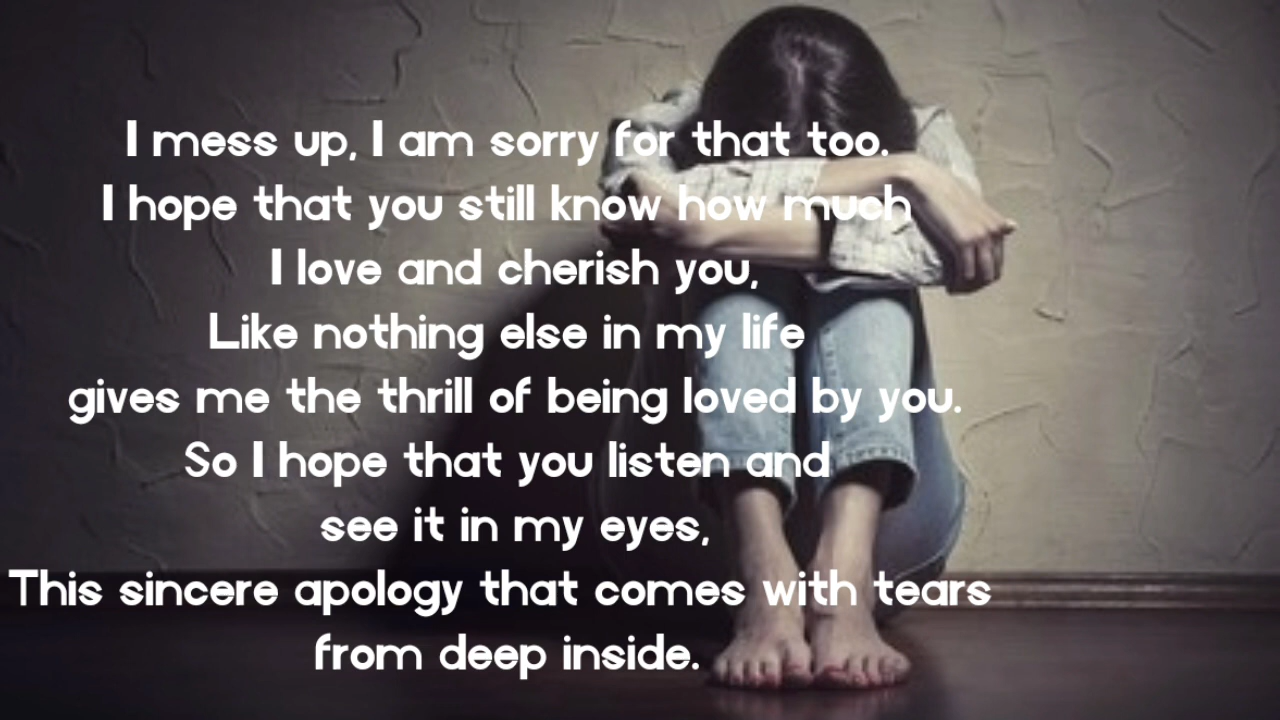 I mess up, I am sorry for that too.
I hope that you still know how much
I love and cherish you,
Like nothing else in my life
gives me the thrill of being loved by you.
So I hope that you listen and
see it in my eyes,
This sincere apology that comes with tears
from deep inside.